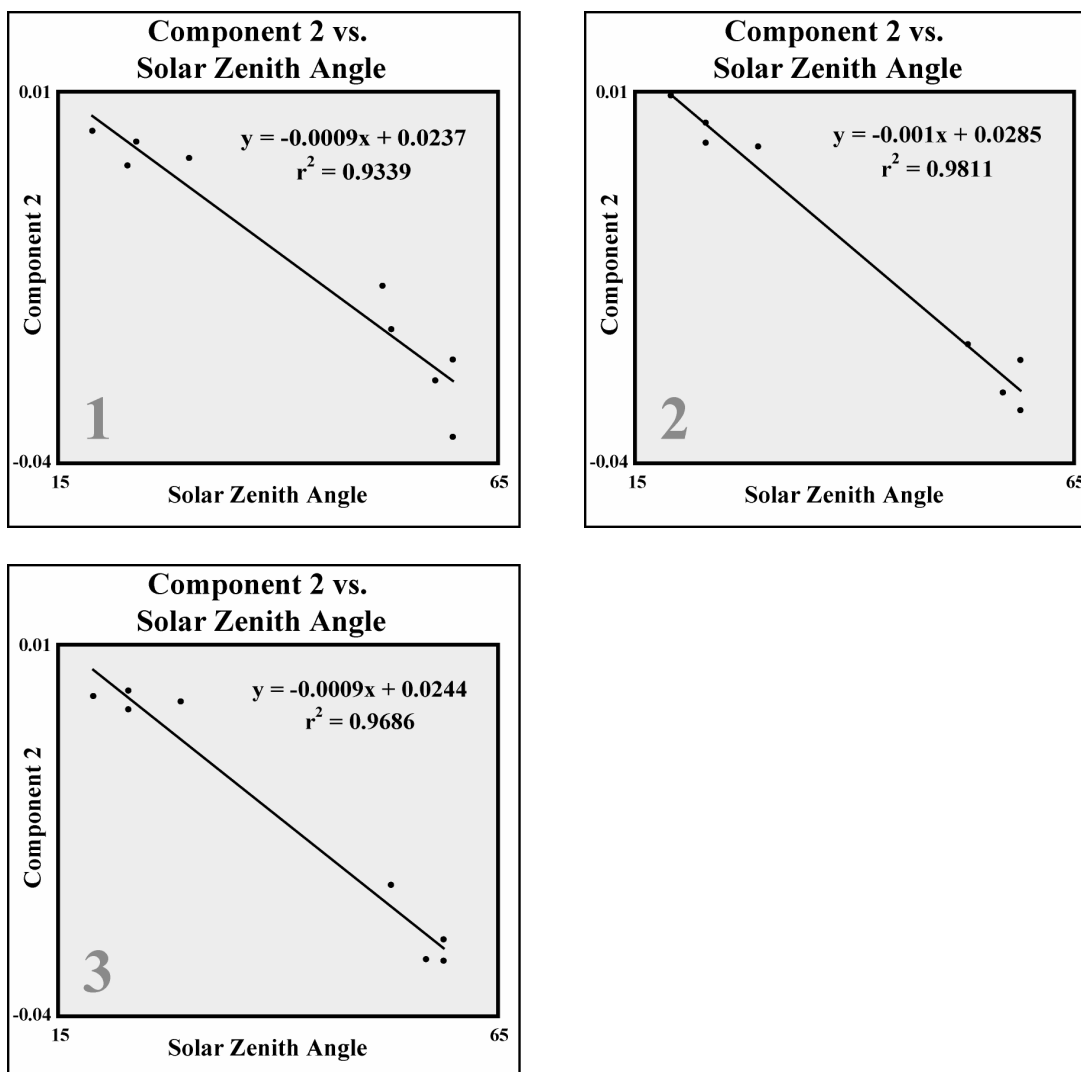 Component 2 vs.
Solar Zenith Angle
0.01
y = -0.0009x + 0.0237
r² = 0.9339
Component 2
1
-0.04
15
65
Solar Zenith Angle
Component 2 vs.
Solar Zenith Angle
0.01
y = -0.001x + 0.0285
r² = 0.9811
Component 2
2
-0.04
15
65
Solar Zenith Angle
Component 2 vs.
Solar Zenith Angle
0.01
y = -0.0009x + 0.0244
r² = 0.9686
Component 2
3
-0.04
15
65
Solar Zenith Angle